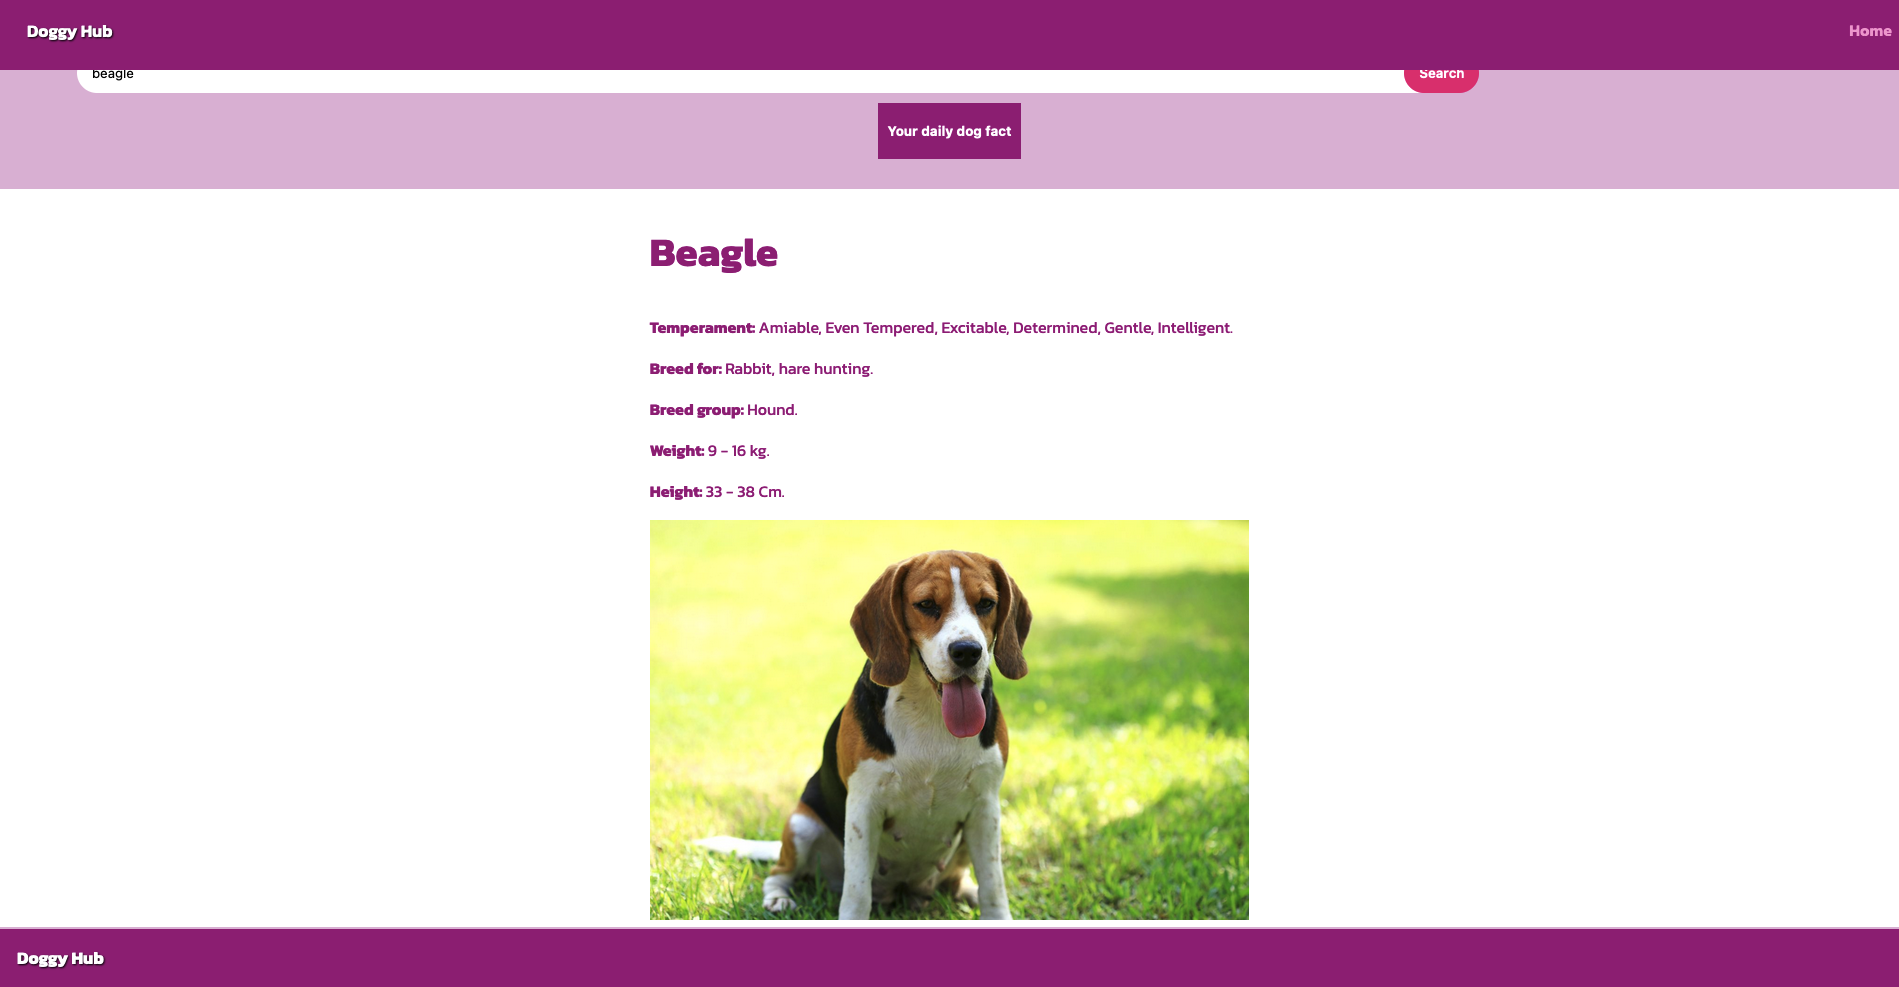 Doggy Hub
Home
beagle
Search
Your daily dog fact
Beagle
Temperament: Amiable, Even Tempered, Excitable, Determined, Gentle, Intelligent.
Breed for: Rabbit, hare hunting.
Breed group: Hound.
Weight: 9 - 16 kg.
Height: 33 - 38 Cm.
Doggy Hub